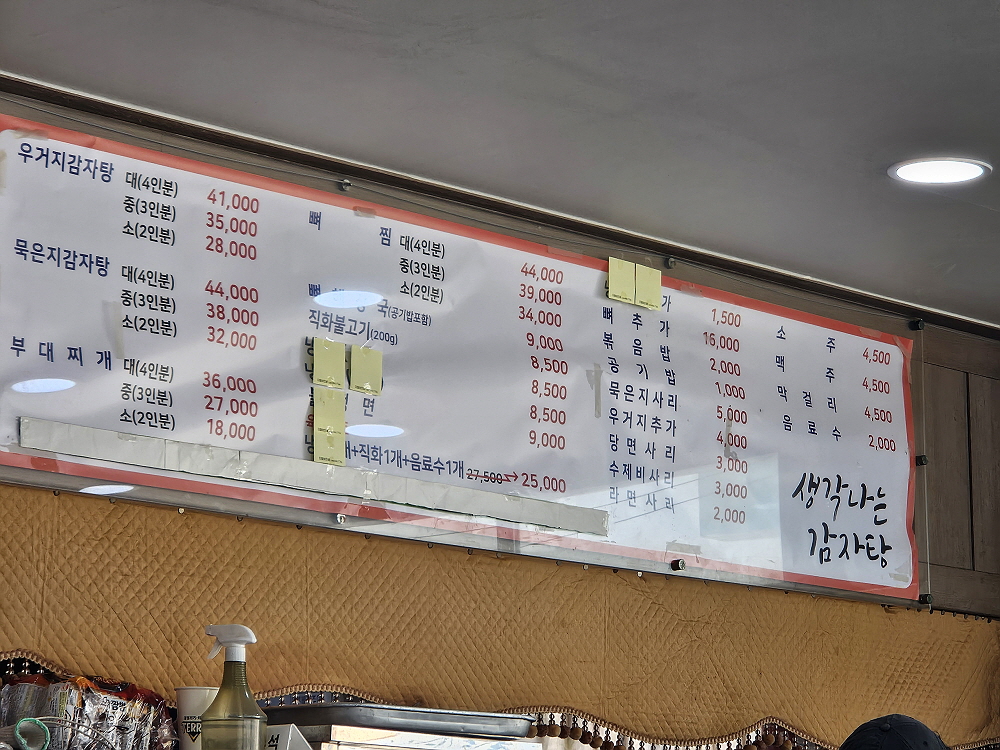 우거지감자탕 대(4인분) 41,000
중(3인분) 35,000
소(2인분) 28,000
묵은지감자탕 대(4인분) 44,000
중(3인분) 38,000
소(2인분) 32,000
부대찌개 대(4인분) 36,000
중(3인분) 27,000
소(2인분) 18,000
뼈 찜 대(4인분) 44,000
중(3인분) 39,000
소(2인분) 34,000
뼈 국(공기밥포함) 9,000
직화불고기(200g) 8,500
8,500
8,500
면 9,000
+직화1개+음료수1개 27,500→25,000
가 1,500
뼈추가 16,000
볶음밥 2,000
공기밥 1,000
묵은지사리 5,000
우거지추가 4,000
당면사리 3,000
수제비사리 3,000
라면사리 2,000
소주 4,500
맥주 4,500
막걸리 4,500
음료수 2,000
생각나는
감자탕